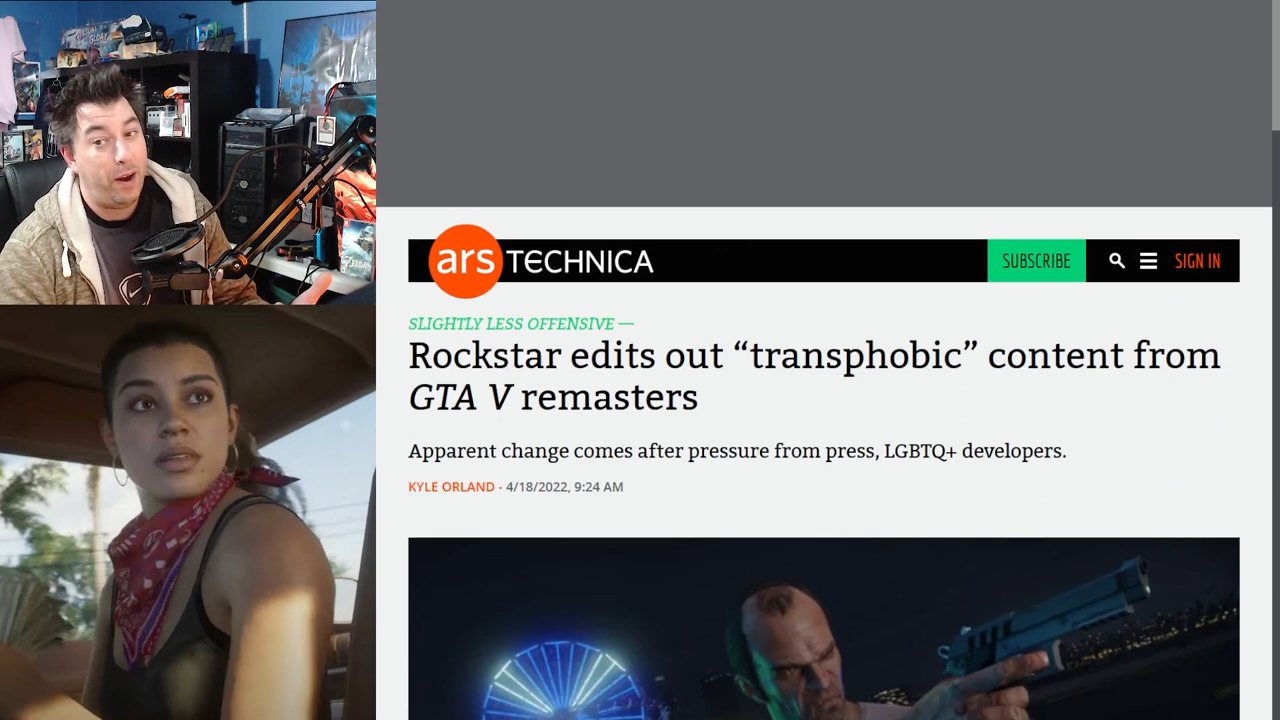 ars TECHNICA
SUBSCRIBE
SIGN IN
SLIGHTLY LESS OFFENSIVE —
Rockstar edits out “transphobic” content from
GTA V remasters
Apparent change comes after pressure from press, LGBTQ+ developers.
KYLE ORLAND - 4/18/2022, 9:24 AM